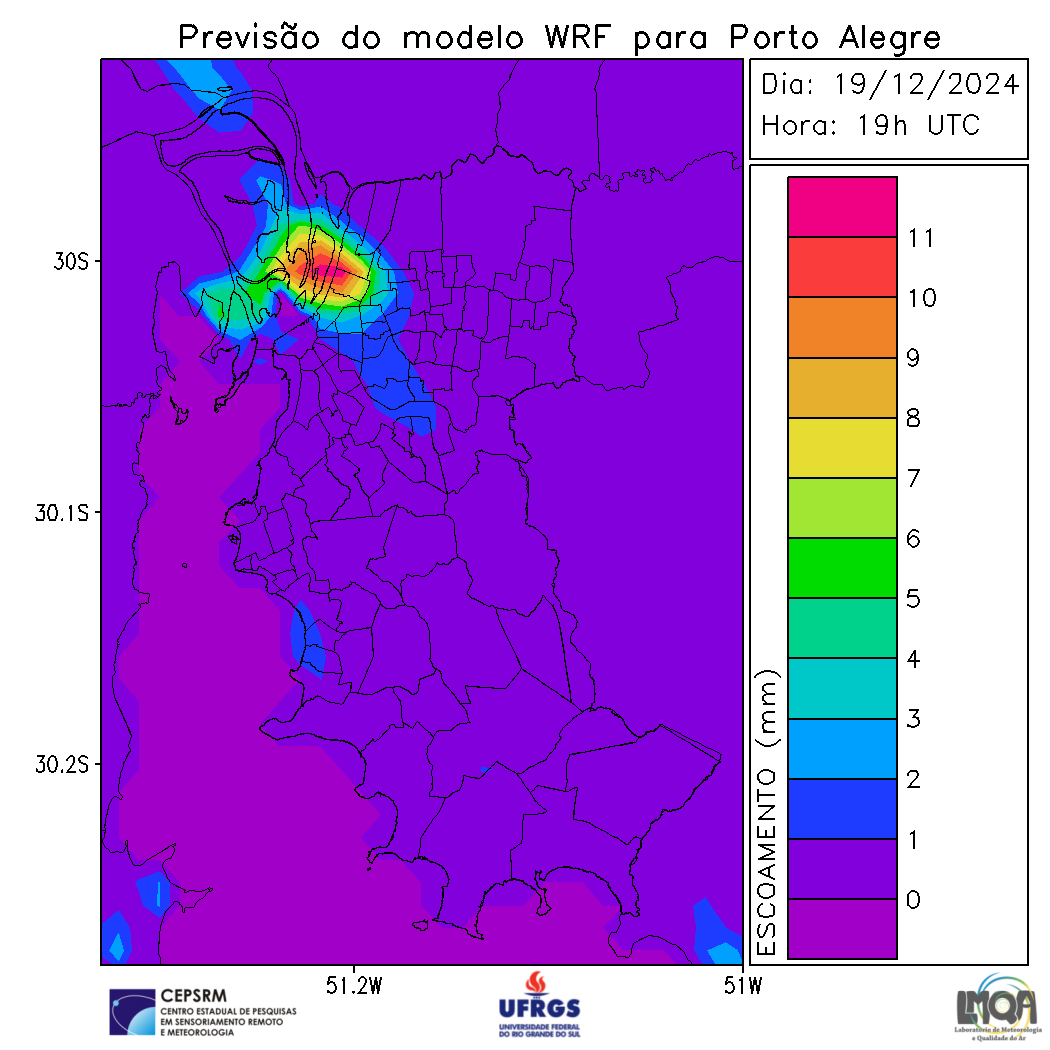 Previsão do modelo WRF para Porto Alegre
Dia: 19/12/2024
Hora: 19h UTC
11
10
9
8
7
6
5
4
3
2
1
0
ESCOAMENTO (mm)
30S
30.1S
30.2S
51.2W
51W
CEPSRM
CENTRO ESTADUAL DE PESQUISAS
EM SENSORIAMENTO REMOTO
E METEOROLOGIA
UFRGS
UNIVERSIDADE FEDERAL
DO RIO GRANDE DO SUL
LMQA
Laboratório de Meteorologia
e Qualidade do Ar